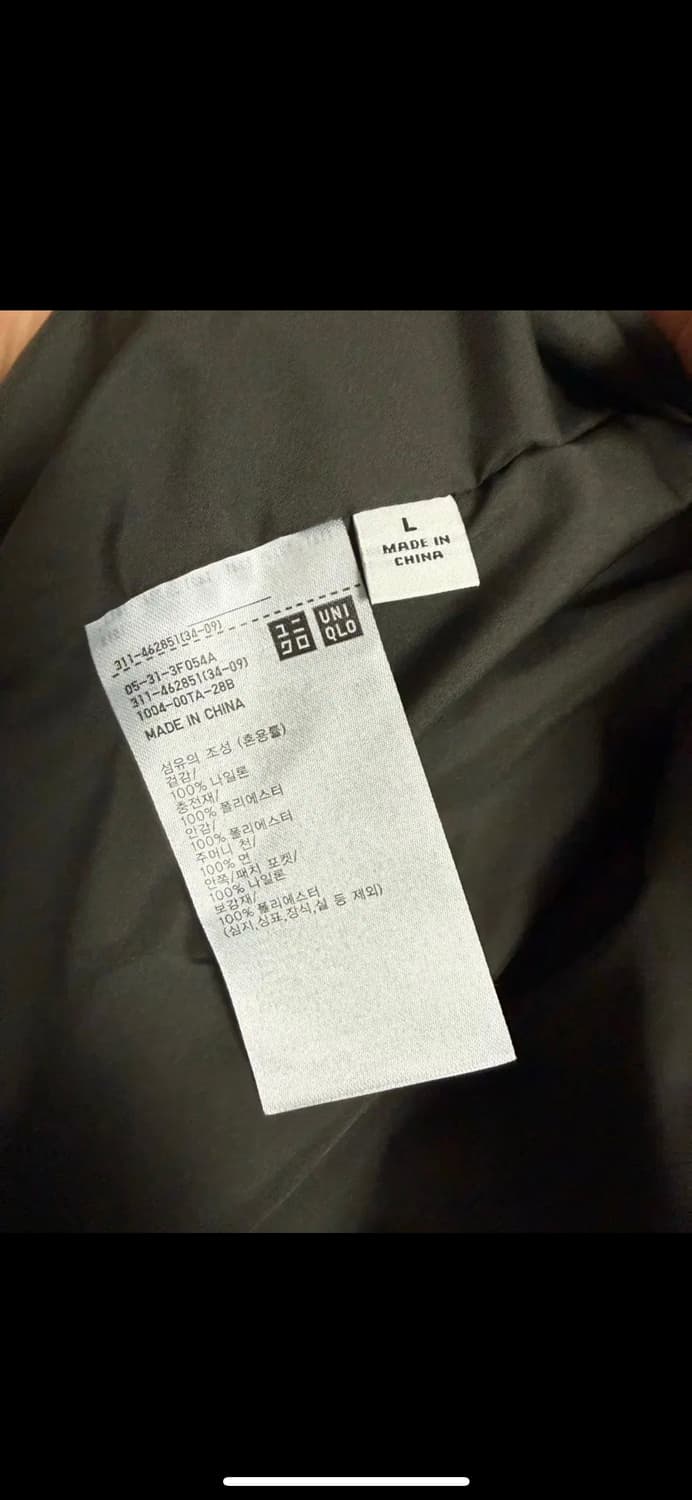 L
MADE IN
CHINA
311-462851(34-09)
ユニ
クロ
UNI
QLO
05-31-3F054A
311-462851(34-09)
1004-00TA-28B
MADE IN CHINA
섬유의 조성 (혼용률)
겉감/
100% 나일론
충전재/
100% 폴리에스터
안감/
100% 폴리에스터
주머니 천/
100% 면
안쪽/패치 포켓/
100% 나일론
보강재/
100% 폴리에스터
(심지,상표,장식,실 등 제외)